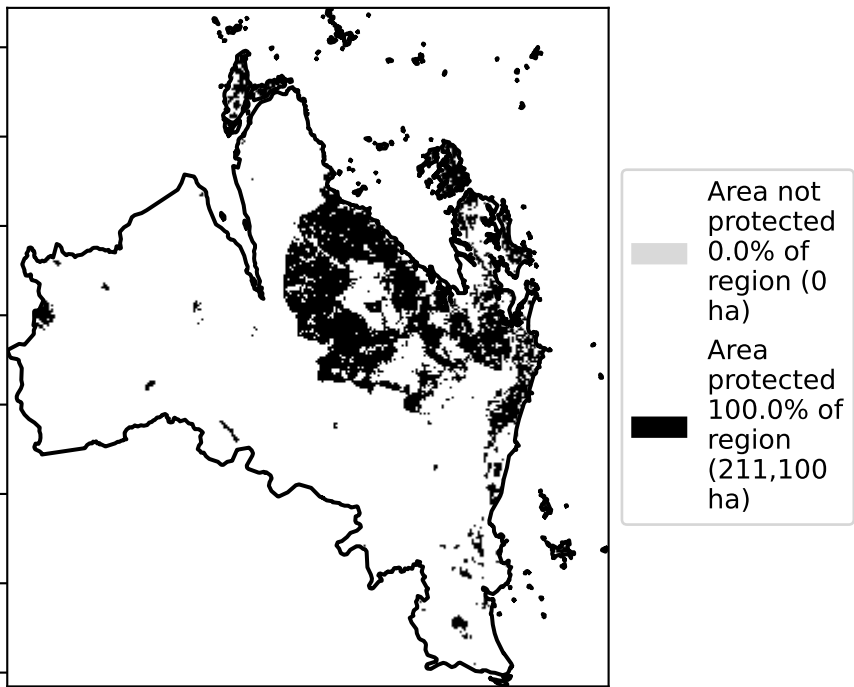 Area not
protected
0.0% of
region (0
ha)
Area
protected
100.0% of
region
(211,100
ha)